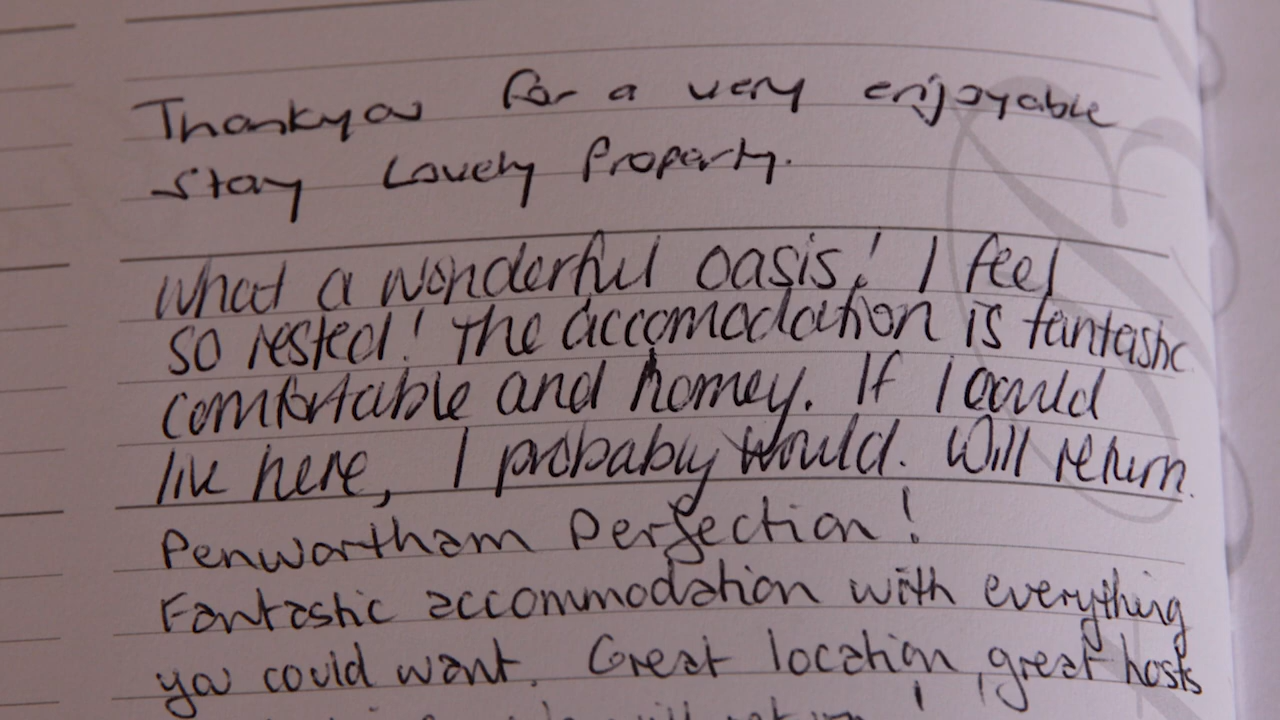 Thankyou for a very enjoyable
stay Lovely Property.
What a wonderful oasis! I feel
so rested! The accomodation is fantastic
comfortable and homey. If I could
live here, I probably would. Will return.
Penwortham Perfection!
Fantastic accommodation with everything
you could want. Great location, great hosts